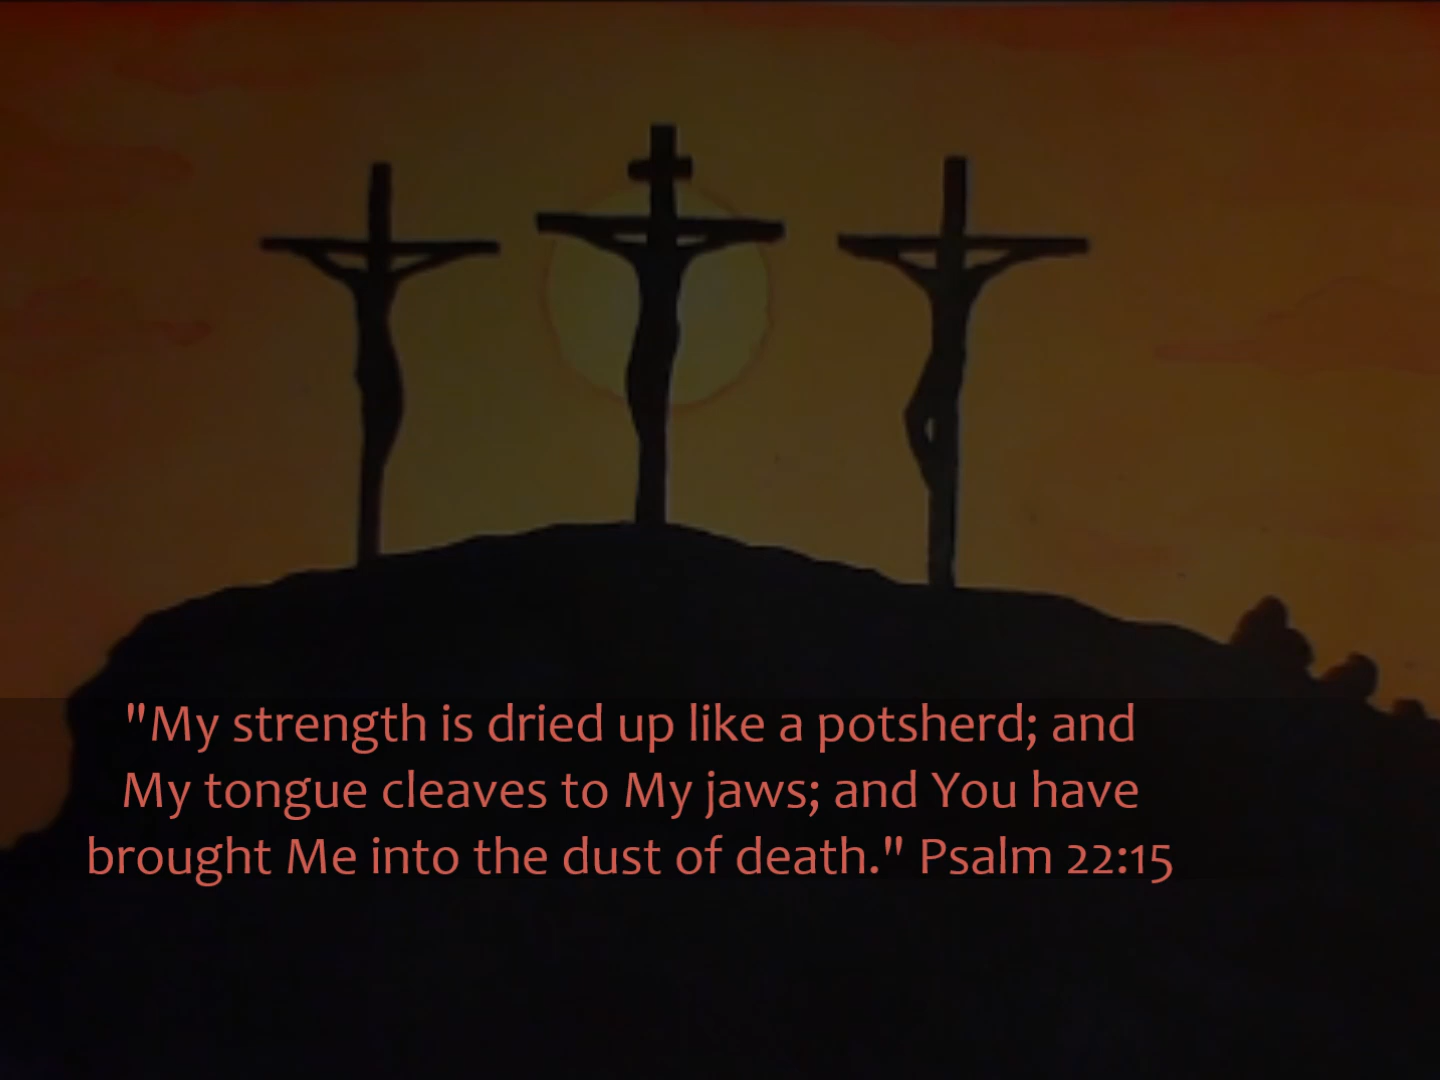 "My strength is dried up like a potsherd; and
My tongue cleaves to My jaws; and You have
brought Me into the dust of death." Psalm 22:15